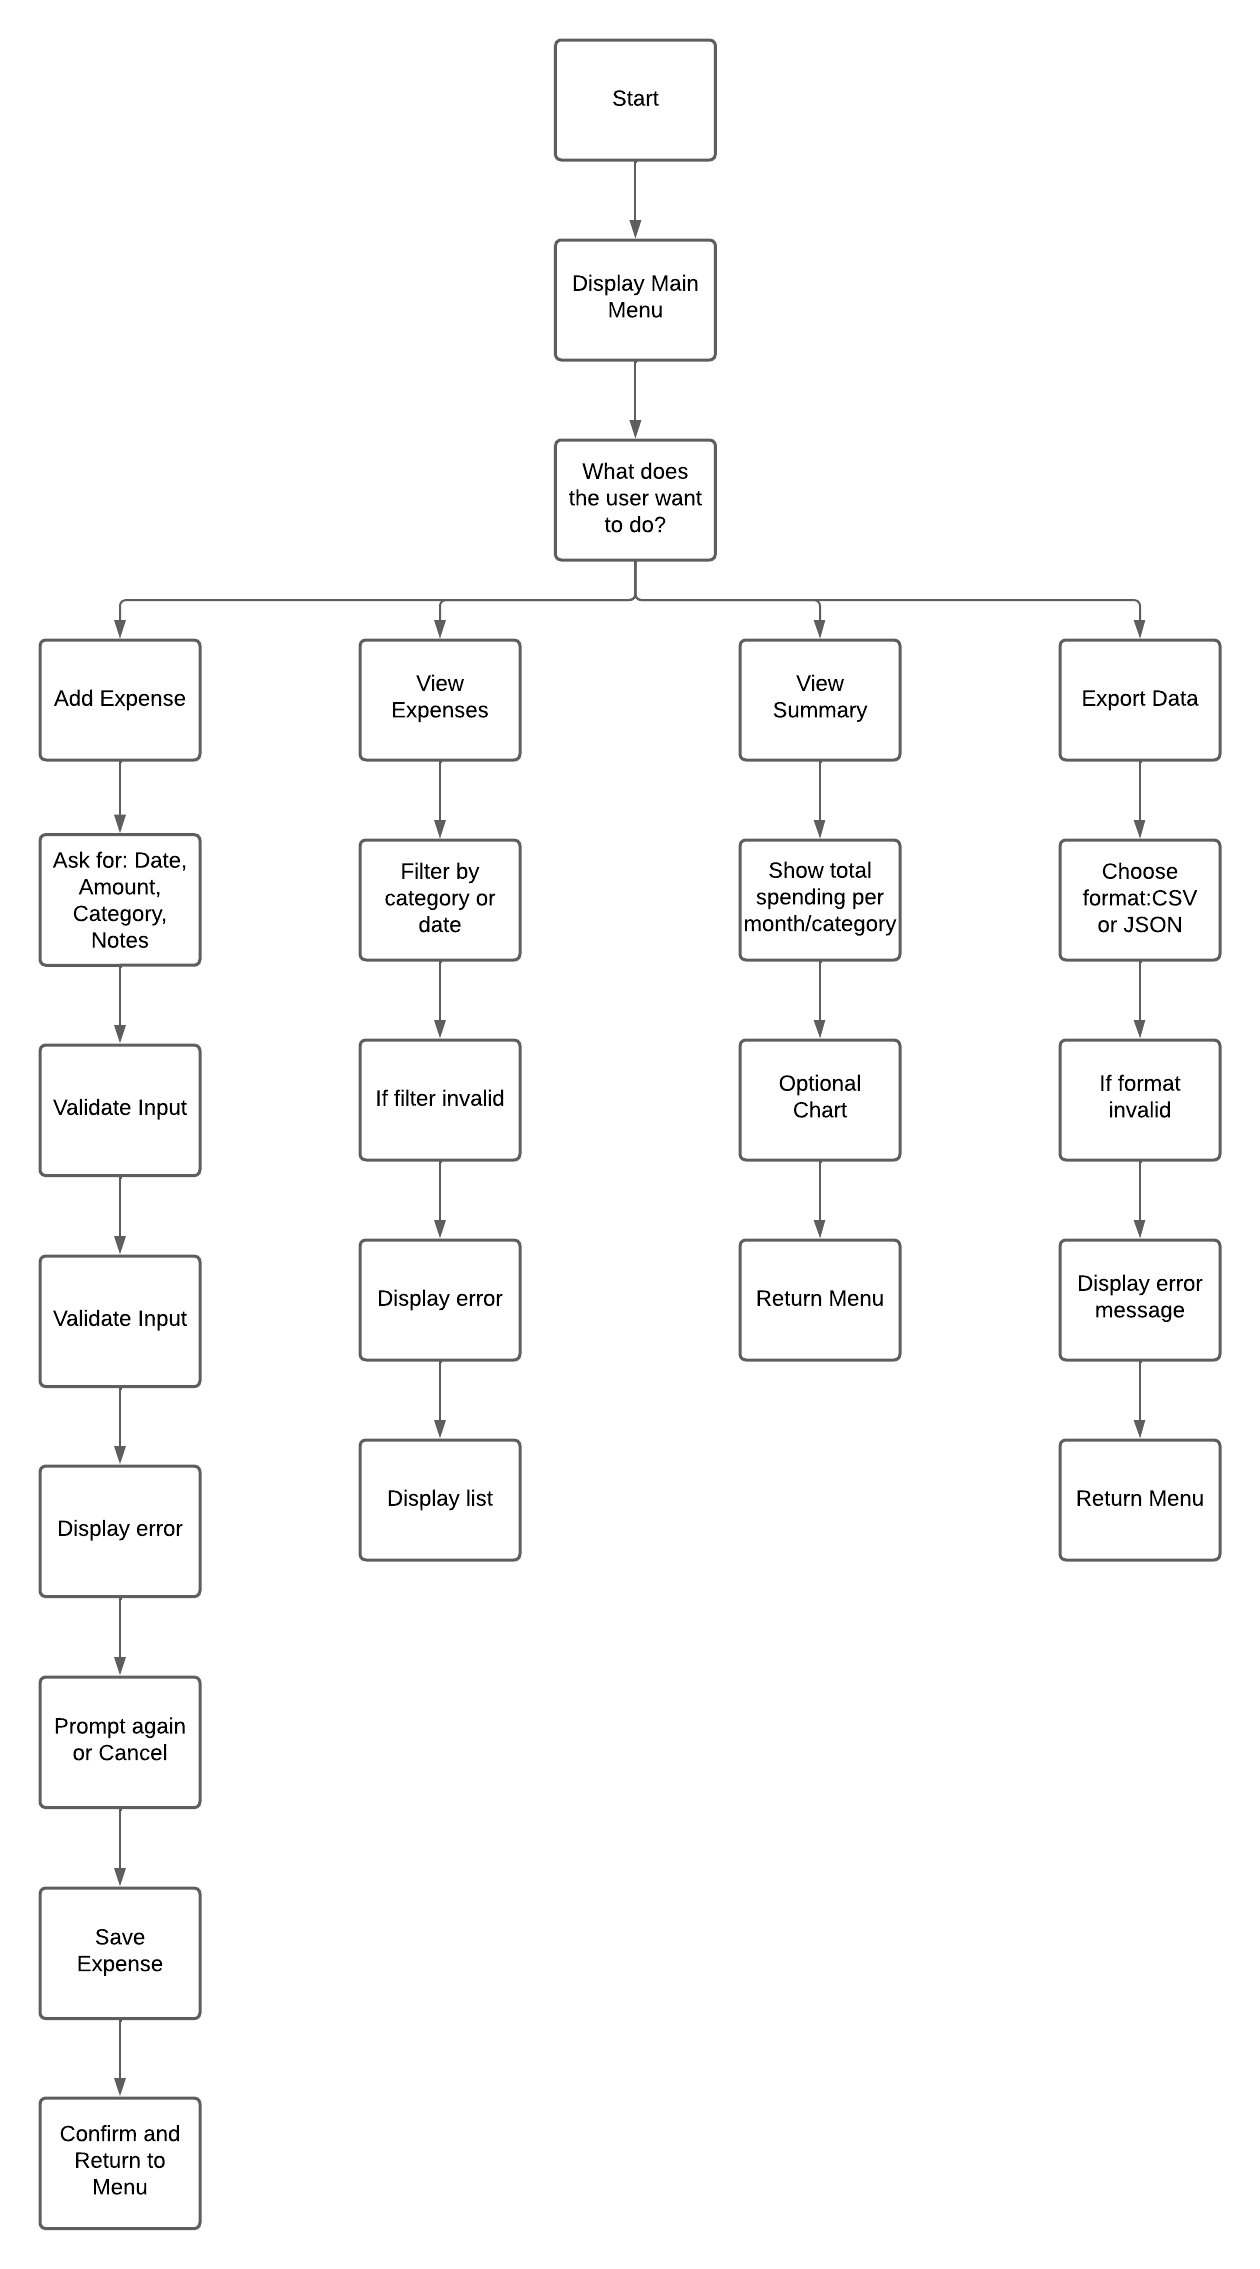 Start
Display Main
Menu
What does
the user want
to do?
Add Expense
View
Expenses
View
Summary
Export Data
Ask for: Date,
Amount,
Category,
Notes
Filter by
category or
date
Show total
spending per
month/category
Choose
format:CSV
or JSON
Validate Input
If filter invalid
Optional
Chart
If format
invalid
Validate Input
Display error
Return Menu
Display error
message
Display error
Display list
Return Menu
Prompt again
or Cancel
Save
Expense
Confirm and
Return to
Menu